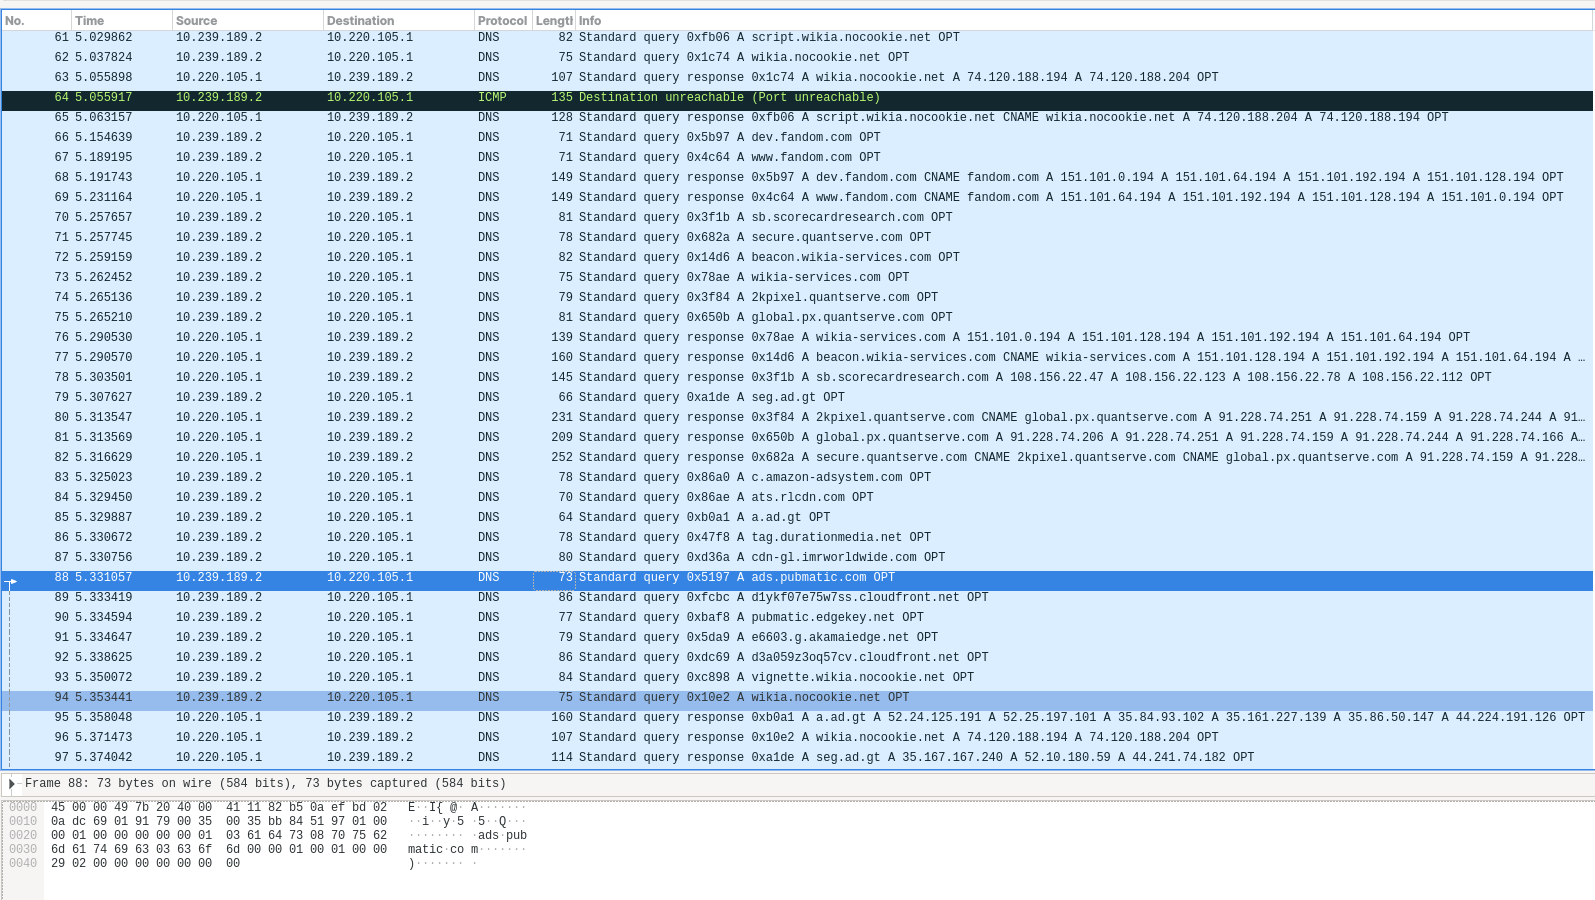 No. Time Source Destination Protocol Length Info
61 5.029862 10.239.189.2 10.220.105.1 DNS 82 Standard query 0xfb06 A script.wikia.nocookie.net OPT
62 5.037824 10.239.189.2 10.220.105.1 DNS 75 Standard query 0x1c74 A wikia.nocookie.net OPT
63 5.055898 10.220.105.1 10.239.189.2 DNS 107 Standard query response 0x1c74 A wikia.nocookie.net A 74.120.188.194 A 74.120.188.204 OPT
64 5.055917 10.239.189.2 10.220.105.1 ICMP 135 Destination unreachable (Port unreachable)
65 5.063157 10.220.105.1 10.239.189.2 DNS 128 Standard query response 0xfb06 A script.wikia.nocookie.net CNAME wikia.nocookie.net A 74.120.188.204 A 74.120.188.194 OPT
66 5.154639 10.239.189.2 10.220.105.1 DNS 71 Standard query 0x5b97 A dev.fandom.com OPT
67 5.189195 10.239.189.2 10.220.105.1 DNS 71 Standard query 0x4c64 A www.fandom.com OPT
68 5.191743 10.220.105.1 10.239.189.2 DNS 149 Standard query response 0x5b97 A dev.fandom.com CNAME fandom.com A 151.101.0.194 A 151.101.64.194 A 151.101.192.194 A 151.101.128.194 OPT
69 5.231164 10.220.105.1 10.239.189.2 DNS 149 Standard query response 0x4c64 A www.fandom.com CNAME fandom.com A 151.101.64.194 A 151.101.192.194 A 151.101.128.194 A 151.101.0.194 OPT
70 5.257657 10.239.189.2 10.220.105.1 DNS 81 Standard query 0x3f1b A sb.scorecardresearch.com OPT
71 5.257745 10.239.189.2 10.220.105.1 DNS 78 Standard query 0x682a A secure.quantserve.com OPT
72 5.259159 10.239.189.2 10.220.105.1 DNS 82 Standard query 0x14d6 A beacon.wikia-services.com OPT
73 5.262452 10.239.189.2 10.220.105.1 DNS 75 Standard query 0x78ae A wikia-services.com OPT
74 5.265136 10.239.189.2 10.220.105.1 DNS 79 Standard query 0x3f84 A 2kpixel.quantserve.com OPT
75 5.265210 10.239.189.2 10.220.105.1 DNS 81 Standard query 0x650b A global.px.quantserve.com OPT
76 5.290530 10.220.105.1 10.239.189.2 DNS 139 Standard query response 0x78ae A wikia-services.com A 151.101.0.194 A 151.101.128.194 A 151.101.192.194 A 151.101.64.194 OPT
77 5.290570 10.220.105.1 10.239.189.2 DNS 160 Standard query response 0x14d6 A beacon.wikia-services.com CNAME wikia-services.com A 151.101.128.194 A 151.101.192.194 A 151.101.64.194 A …
78 5.303501 10.220.105.1 10.239.189.2 DNS 145 Standard query response 0x3f1b A sb.scorecardresearch.com A 108.156.22.47 A 108.156.22.123 A 108.156.22.78 A 108.156.22.112 OPT
79 5.307627 10.239.189.2 10.220.105.1 DNS 66 Standard query 0xa1de A seg.ad.gt OPT
80 5.313547 10.220.105.1 10.239.189.2 DNS 231 Standard query response 0x3f84 A 2kpixel.quantserve.com CNAME global.px.quantserve.com A 91.228.74.251 A 91.228.74.159 A 91.228.74.244 A 91…
81 5.313569 10.220.105.1 10.239.189.2 DNS 209 Standard query response 0x650b A global.px.quantserve.com A 91.228.74.206 A 91.228.74.251 A 91.228.74.159 A 91.228.74.244 A 91.228.74.166 A…
82 5.316629 10.220.105.1 10.239.189.2 DNS 252 Standard query response 0x682a A secure.quantserve.com CNAME 2kpixel.quantserve.com CNAME global.px.quantserve.com A 91.228.74.159 A 91.228…
83 5.325023 10.239.189.2 10.220.105.1 DNS 78 Standard query 0x86a0 A c.amazon-adsystem.com OPT
84 5.329450 10.239.189.2 10.220.105.1 DNS 70 Standard query 0x86ae A ats.rlcdn.com OPT
85 5.329887 10.239.189.2 10.220.105.1 DNS 64 Standard query 0xb0a1 A a.ad.gt OPT
86 5.330672 10.239.189.2 10.220.105.1 DNS 78 Standard query 0x47f8 A tag.durationmedia.net OPT
87 5.330756 10.239.189.2 10.220.105.1 DNS 80 Standard query 0xd36a A cdn-gl.imrworldwide.com OPT
88 5.331057 10.239.189.2 10.220.105.1 DNS 73 Standard query 0x5197 A ads.pubmatic.com OPT
89 5.333419 10.239.189.2 10.220.105.1 DNS 86 Standard query 0xfcbc A d1ykf07e75w7ss.cloudfront.net OPT
90 5.334594 10.239.189.2 10.220.105.1 DNS 77 Standard query 0xbaf8 A pubmatic.edgekey.net OPT
91 5.334647 10.239.189.2 10.220.105.1 DNS 79 Standard query 0x5da9 A e6603.g.akamaiedge.net OPT
92 5.338625 10.239.189.2 10.220.105.1 DNS 86 Standard query 0xdc69 A d3a059z3oq57cv.cloudfront.net OPT
93 5.350072 10.239.189.2 10.220.105.1 DNS 84 Standard query 0xc898 A vignette.wikia.nocookie.net OPT
94 5.353441 10.239.189.2 10.220.105.1 DNS 75 Standard query 0x10e2 A wikia.nocookie.net OPT
95 5.358048 10.220.105.1 10.239.189.2 DNS 160 Standard query response 0xb0a1 A a.ad.gt A 52.24.125.191 A 52.25.197.101 A 35.84.93.102 A 35.161.227.139 A 35.86.50.147 A 44.224.191.126 OPT
96 5.371473 10.220.105.1 10.239.189.2 DNS 107 Standard query response 0x10e2 A wikia.nocookie.net A 74.120.188.194 A 74.120.188.204 OPT
97 5.374042 10.220.105.1 10.239.189.2 DNS 114 Standard query response 0xa1de A seg.ad.gt A 35.167.167.240 A 52.10.180.59 A 44.241.74.182 OPT
Frame 88: 73 bytes on wire (584 bits), 73 bytes captured (584 bits)
0000 45 00 00 49 7b 20 40 00 41 11 82 b5 0a ef bd 02 E··I{ @· A·······
0010 0a dc 69 01 91 79 00 35 00 35 bb 84 51 97 01 00 ··i··y·5 ·5··Q···
0020 00 01 00 00 00 00 00 01 03 61 64 73 08 70 75 62 ········ ·ads·pub
0030 6d 61 74 69 63 03 63 6f 6d 00 00 01 00 01 00 00 matic·co m·······
0040 29 02 00 00 00 00 00 00 00 )······· ·